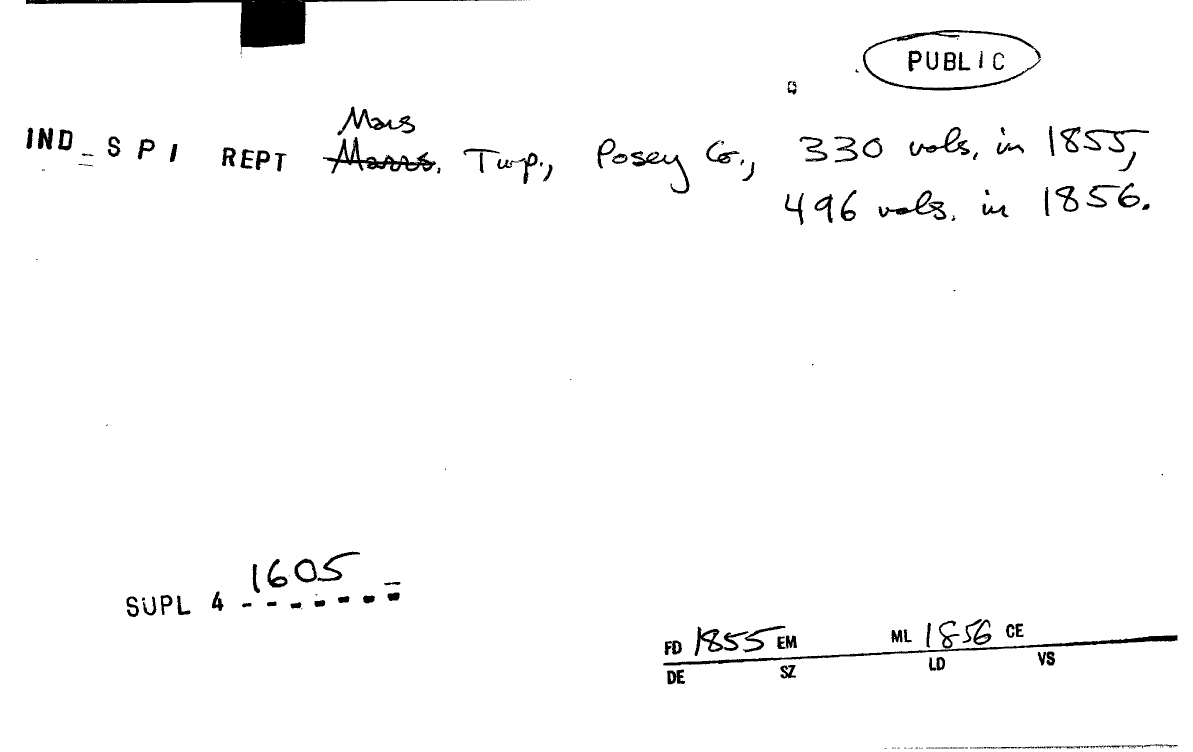 PUBLIC
Mars
IND_SPI REPT Marrs. Twp., Posey Co., 330 vols. in 1855,
496 vols. in 1856.
1605
SUPL 4 -------
FD 1855 EM ML 1856 CE
DE SZ LD VS